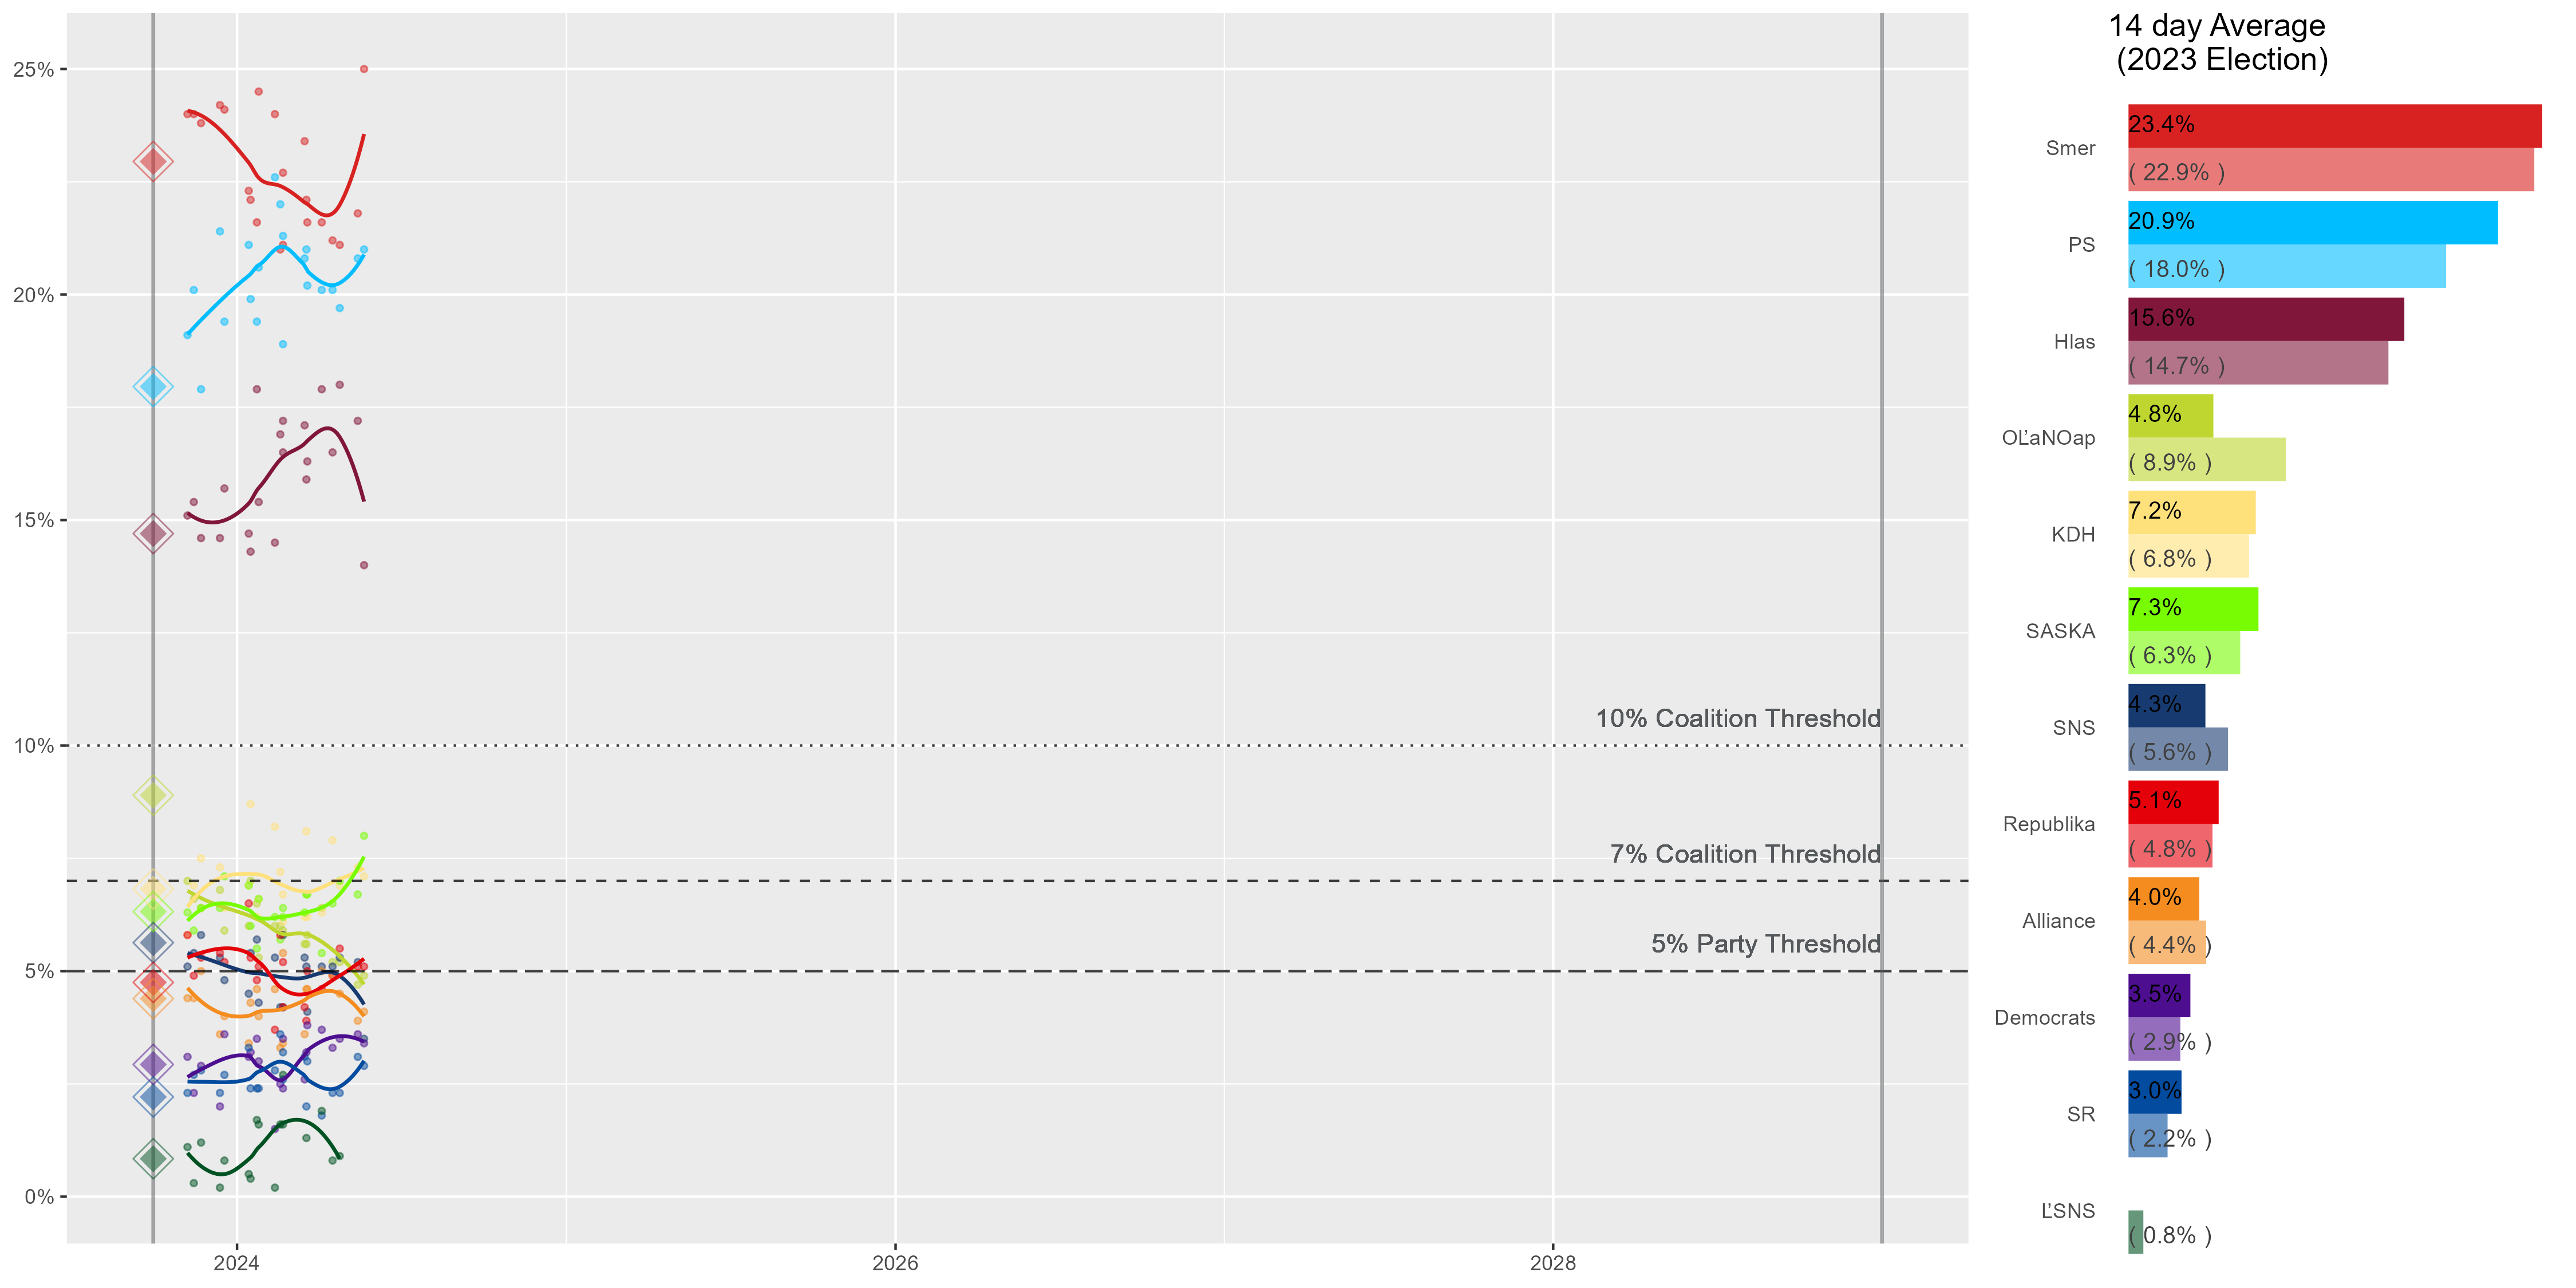 25%
20%
15%
10%
5%
0%
2024
2026
2028
10% Coalition Threshold
7% Coalition Threshold
5% Party Threshold
14 day Average
(2023 Election)
Smer
23.4%
( 22.9% )
PS
20.9%
( 18.0% )
Hlas
15.6%
( 14.7% )
OĽaNOap
4.8%
( 8.9% )
KDH
7.2%
( 6.8% )
SASKA
7.3%
( 6.3% )
SNS
4.3%
( 5.6% )
Republika
5.1%
( 4.8% )
Alliance
4.0%
( 4.4% )
Democrats
3.5%
( 2.9% )
SR
3.0%
( 2.2% )
ĽSNS
( 0.8% )